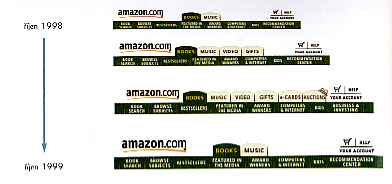 amazon.com
BOOKS MUSIC
HELP
YOUR ACCOUNT
říjen 1998
BOOK SEARCH BROWSE SUBJECTS BESTSELLERS FEATURED IN THE MEDIA AWARD WINNERS COMPUTERS & INTERNET KIDS RECOMMENDATION CENTER
amazon.com
BOOKS MUSIC VIDEO GIFTS
HELP
YOUR ACCOUNT
BOOK SEARCH BROWSE SUBJECTS BESTSELLERS FEATURED IN THE MEDIA AWARD WINNERS COMPUTERS & INTERNET KIDS RECOMMENDATION CENTER
amazon.com
HELP
YOUR ACCOUNT
BOOKS MUSIC VIDEO GIFTS e-CARDS AUCTIONS
BOOK SEARCH BROWSE SUBJECTS BESTSELLERS FEATURED IN THE MEDIA AWARD WINNERS COMPUTERS & INTERNET KIDS BUSINESS & INVESTING
amazon.com
BOOKS MUSIC
HELP
YOUR ACCOUNT
BOOK SEARCH BROWSE SUBJECTS BESTSELLERS FEATURED IN THE MEDIA AWARD WINNERS COMPUTERS & INTERNET KIDS RECOMMENDATION CENTER
říjen 1999